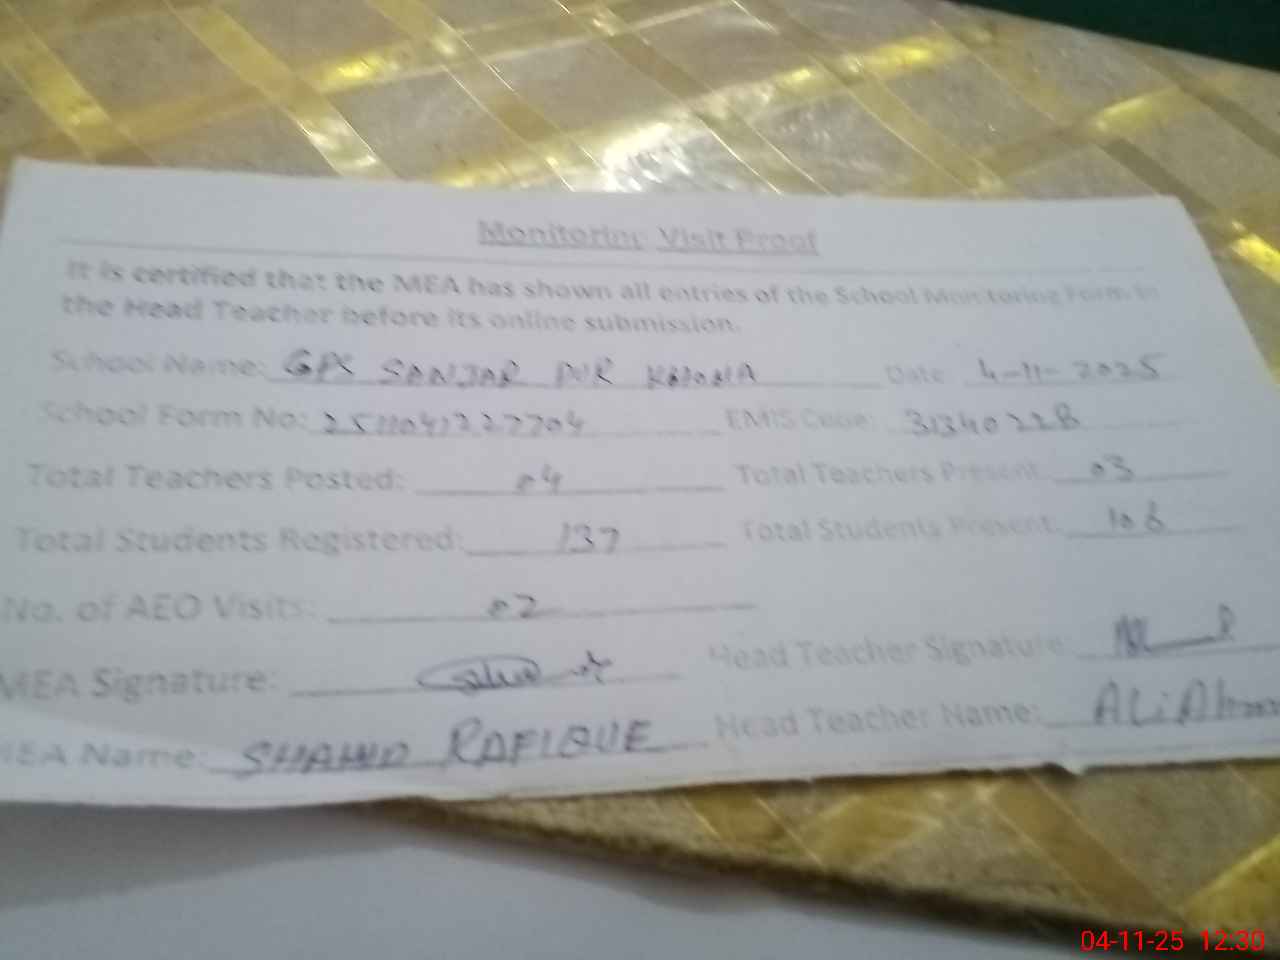 Monitoring Visit Proof
It is certified that the MEA has shown all entries of the School Monitoring Form to
the Head Teacher before its online submission.
School Name: GPS SANJAR PUR Date 4-11-2025
School Form No: EMIS Code: 31340228
Total Teachers Posted: 04 Total Teachers Present: 03
Total Students Registered: 137 Total Students Present: 106
No. of AEO Visits: 02
MEA Signature: Head Teacher Signature:
MEA Name: SHAHID RAFIQUE Head Teacher Name: ALi
04-11-25 12:30